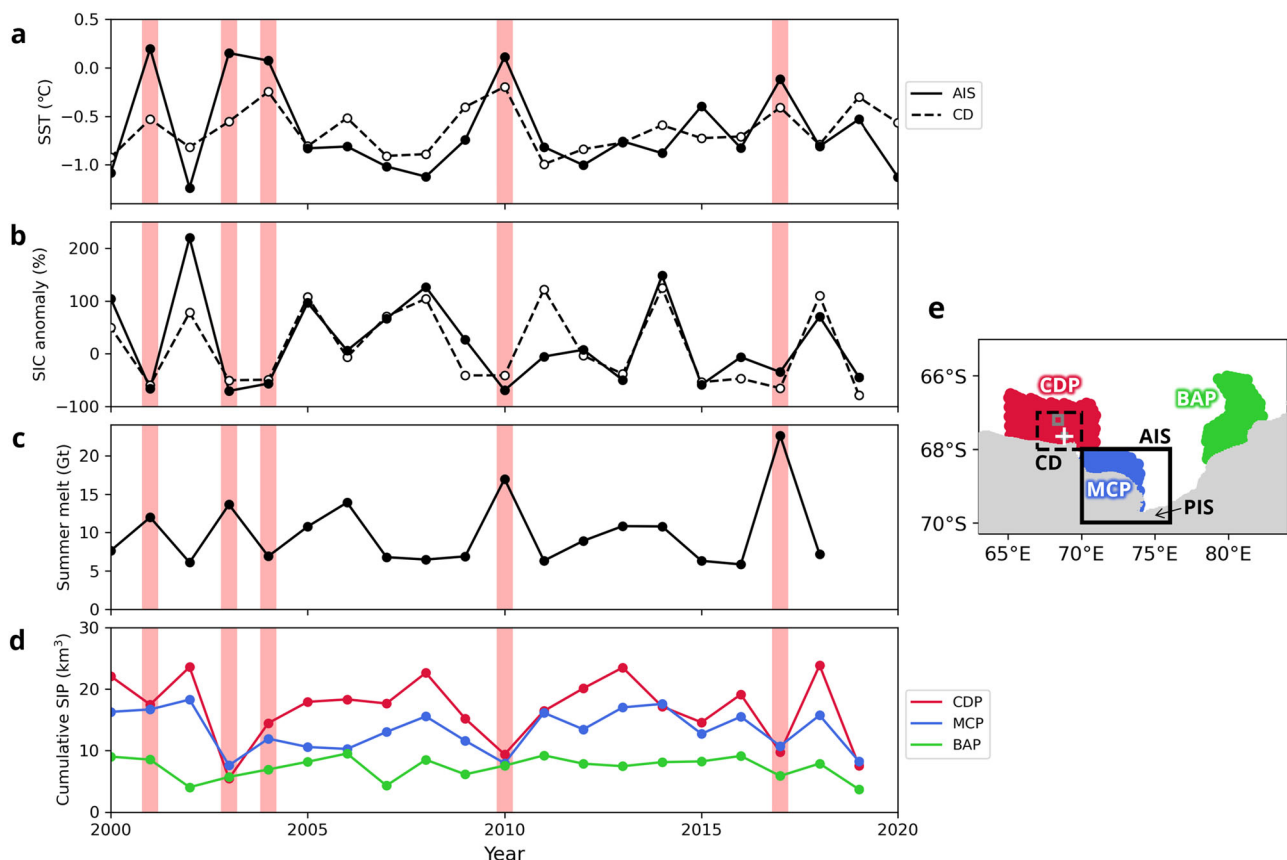 a
0.5
0.0
−0.5
−1.0
SST (°C)
AIS
CD
b
200
100
0
−100
SIC anomaly (%)
c
20
15
10
5
0
Summer melt (Gt)
d
30
20
10
0
Cumulative SIP (km³)
CDP
MCP
BAP
2000
2005
2010
2015
2020
Year
e
66°S
68°S
70°S
CDP
BAP
AIS
CD
MCP
PIS
65°E
70°E
75°E
80°E